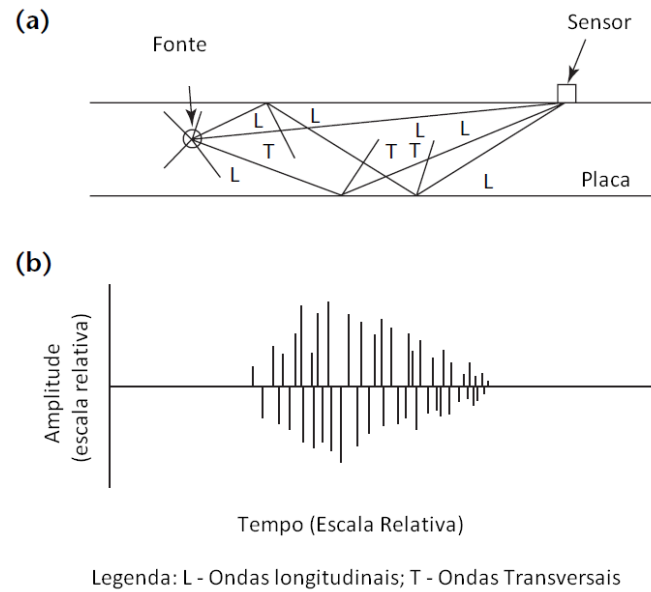 (a)
Fonte
Sensor
L
L
L
L
T
T
T
L
L
Placa
(b)
Amplitude
(escala relativa)
Tempo (Escala Relativa)
Legenda: L - Ondas longitudinais; T - Ondas Transversais